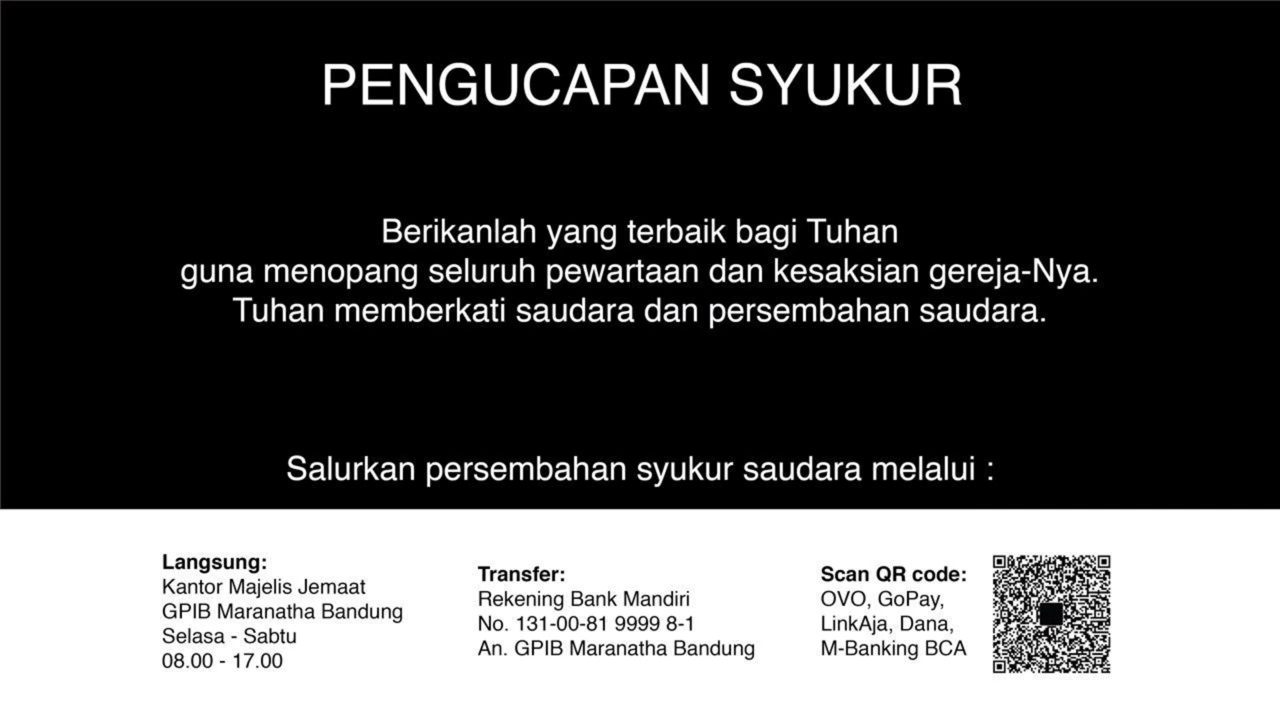 PENGUCAPAN SYUKUR
Berikanlah yang terbaik bagi Tuhan
guna menopang seluruh pewartaan dan kesaksian gereja-Nya.
Tuhan memberkati saudara dan persembahan saudara.
Salurkan persembahan syukur saudara melalui :
Langsung:
Kantor Majelis Jemaat
GPIB Maranatha Bandung
Selasa - Sabtu
08.00 - 17.00
Transfer:
Rekening Bank Mandiri
No. 131-00-81 9999 8-1
An. GPIB Maranatha Bandung
Scan QR code:
OVO, GoPay,
LinkAja, Dana,
M-Banking BCA